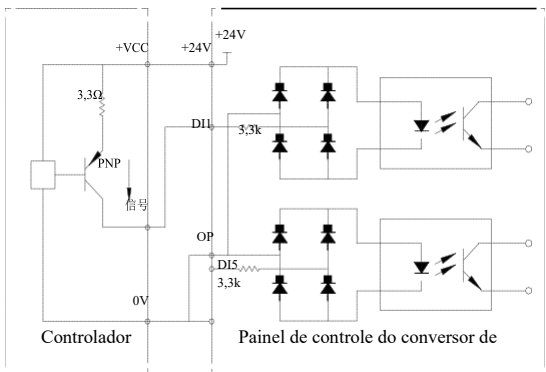 +24V
+VCC
+24V
3,3Ω
DI1
3,3k
PNP
信号
OP
DI5
3,3k
0V
Controlador
Painel de controle do conversor de